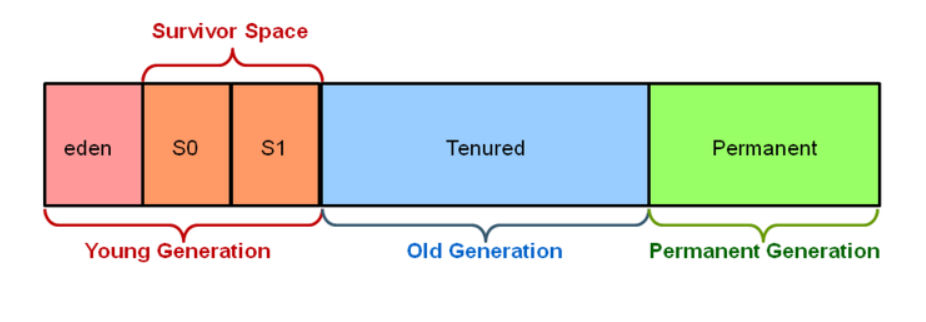 Survivor Space
eden
S0
S1
Tenured
Permanent
Young Generation
Old Generation
Permanent Generation